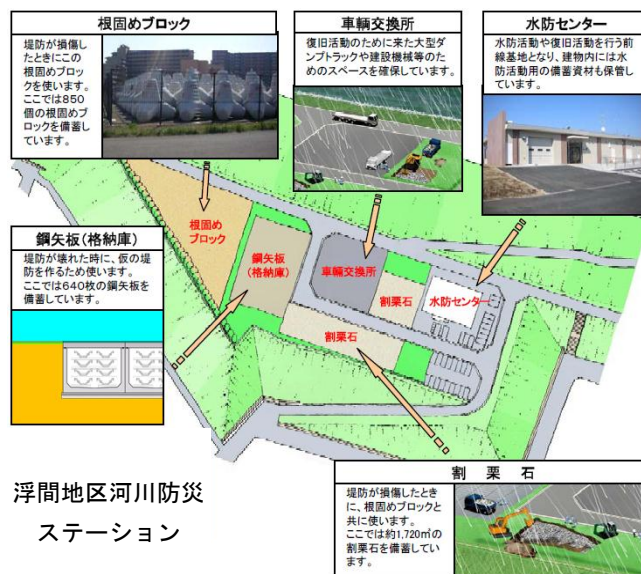 根固めブロック
堤防が損傷し
たときにこの
根固めブロッ
クを使います。
ここでは850
個の根固めブ
ロックを備蓄し
ています。
車輌交換所
復旧活動のために来た大型ダ
ンプトラックや建設機械等のた
めのスペースを確保しています。
水防センター
水防活動や復旧活動を行う前
線基地となり、建物内には水
防活動用の備蓄資材も保管し
ています。
鋼矢板(格納庫)
堤防が壊れた時に、仮の堤
防を作るため使います。
ここでは640枚の鋼矢板を
備蓄しています。
根固め
ブロック
鋼矢板
(格納庫)
車輌交換所
割栗石
水防センター
割栗石
浮間地区河川防災
ステーション
割栗石
堤防が損傷したとき
に、根固めブロックと
共に使います。
ここでは約1,720㎥の
割栗石を備蓄してい
ます。